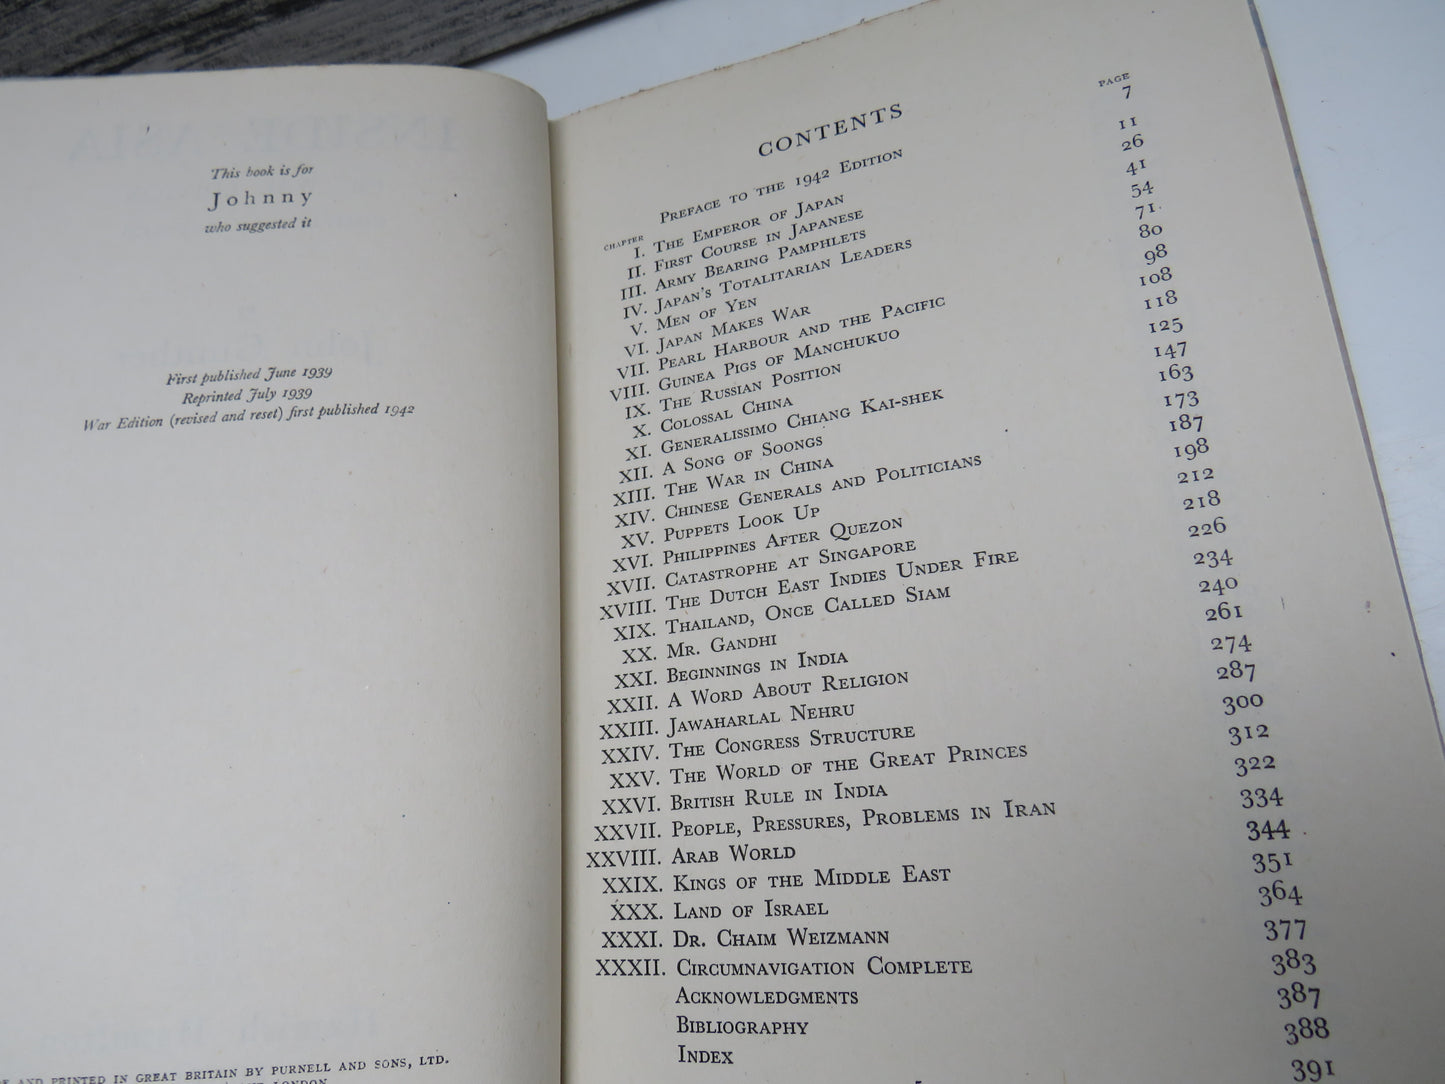 This book is for
Johnny
who suggested it
First published June 1939
Reprinted July 1939
War Edition (revised and reset) first published 1942
AND PRINTED IN GREAT BRITAIN BY PURNELL AND SONS, LTD.
LONDON
CONTENTS
PAGE
PREFACE TO THE 1942 EDITION 7
CHAPTER
I. THE EMPEROR OF JAPAN 11
II. FIRST COURSE IN JAPANESE 26
III. ARMY BEARING PAMPHLETS 41
IV. JAPAN'S TOTALITARIAN LEADERS 54
V. MEN OF YEN 71
VI. JAPAN MAKES WAR 80
VII. PEARL HARBOUR AND THE PACIFIC 98
VIII. GUINEA PIGS OF MANCHUKUO 108
IX. THE RUSSIAN POSITION 118
X. COLOSSAL CHINA 125
XI. GENERALISSIMO CHIANG KAI-SHEK 147
XII. A SONG OF SOONGS 163
XIII. THE WAR IN CHINA 173
XIV. CHINESE GENERALS AND POLITICIANS 187
XV. PUPPETS LOOK UP 198
XVI. PHILIPPINES AFTER QUEZON 212
XVII. CATASTROPHE AT SINGAPORE 218
XVIII. THE DUTCH EAST INDIES UNDER FIRE 226
XIX. THAILAND, ONCE CALLED SIAM 234
XX. MR. GANDHI 240
XXI. BEGINNINGS IN INDIA 261
XXII. A WORD ABOUT RELIGION 274
XXIII. JAWAHARLAL NEHRU 287
XXIV. THE CONGRESS STRUCTURE 300
XXV. THE WORLD OF THE GREAT PRINCES 312
XXVI. BRITISH RULE IN INDIA 322
XXVII. PEOPLE, PRESSURES, PROBLEMS IN IRAN 334
XXVIII. ARAB WORLD 344
XXIX. KINGS OF THE MIDDLE EAST 351
XXX. LAND OF ISRAEL 364
XXXI. DR. CHAIM WEIZMANN 377
XXXII. CIRCUMNAVIGATION COMPLETE 383
ACKNOWLEDGMENTS 387
BIBLIOGRAPHY 388
INDEX 391